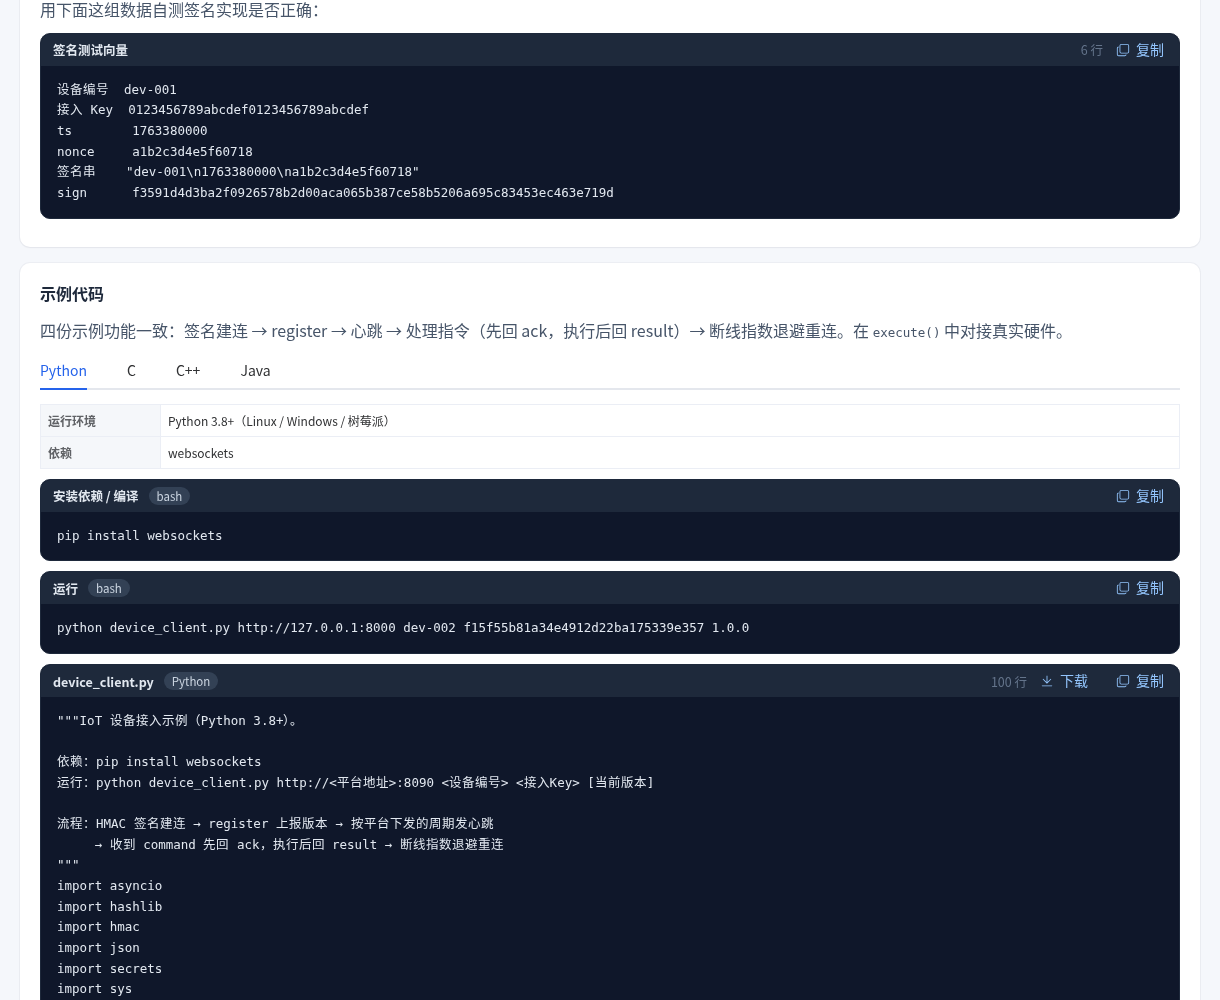 用下面这组数据自测签名实现是否正确：
签名测试向量 6 行 复制
设备编号 dev-001
接入 Key 0123456789abcdef0123456789abcdef
ts 1763380000
nonce a1b2c3d4e5f60718
签名串 "dev-001\n1763380000\na1b2c3d4e5f60718"
sign f3591d4d3ba2f0926578b2d00aca065b387ce58b5206a695c83453ec463e719d
示例代码
四份示例功能一致：签名建连 → register → 心跳 → 处理指令（先回 ack，执行后回 result）→ 断线指数退避重连。在 execute() 中对接真实硬件。
Python C C++ Java
运行环境 Python 3.8+（Linux / Windows / 树莓派）
依赖 websockets
安装依赖 / 编译 bash 复制
pip install websockets
运行 bash 复制
python device_client.py http://127.0.0.1:8000 dev-002 f15f55b81a34e4912d22ba175339e357 1.0.0
device_client.py Python 100 行 下载 复制
"""IoT 设备接入示例（Python 3.8+）。
依赖：pip install websockets
运行：python device_client.py http://<平台地址>:8090 <设备编号> <接入Key> [当前版本]
流程：HMAC 签名建连 → register 上报版本 → 按平台下发的周期发心跳
→ 收到 command 先回 ack，执行后回 result → 断线指数退避重连
"""
import asyncio
import hashlib
import hmac
import json
import secrets
import sys